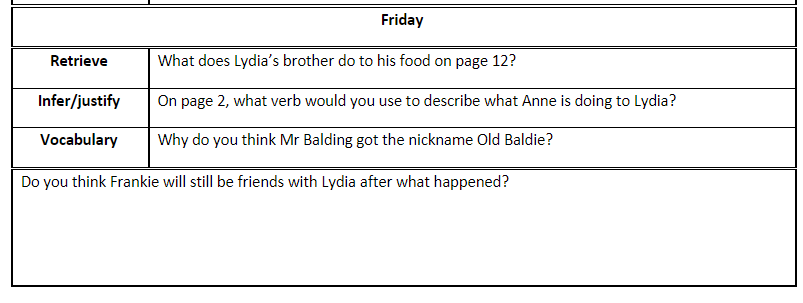 Friday
Retrieve What does Lydia’s brother do to his food on page 12?
Infer/justify On page 2, what verb would you use to describe what Anne is doing to Lydia?
Vocabulary Why do you think Mr Balding got the nickname Old Baldie?
Do you think Frankie will still be friends with Lydia after what happened?